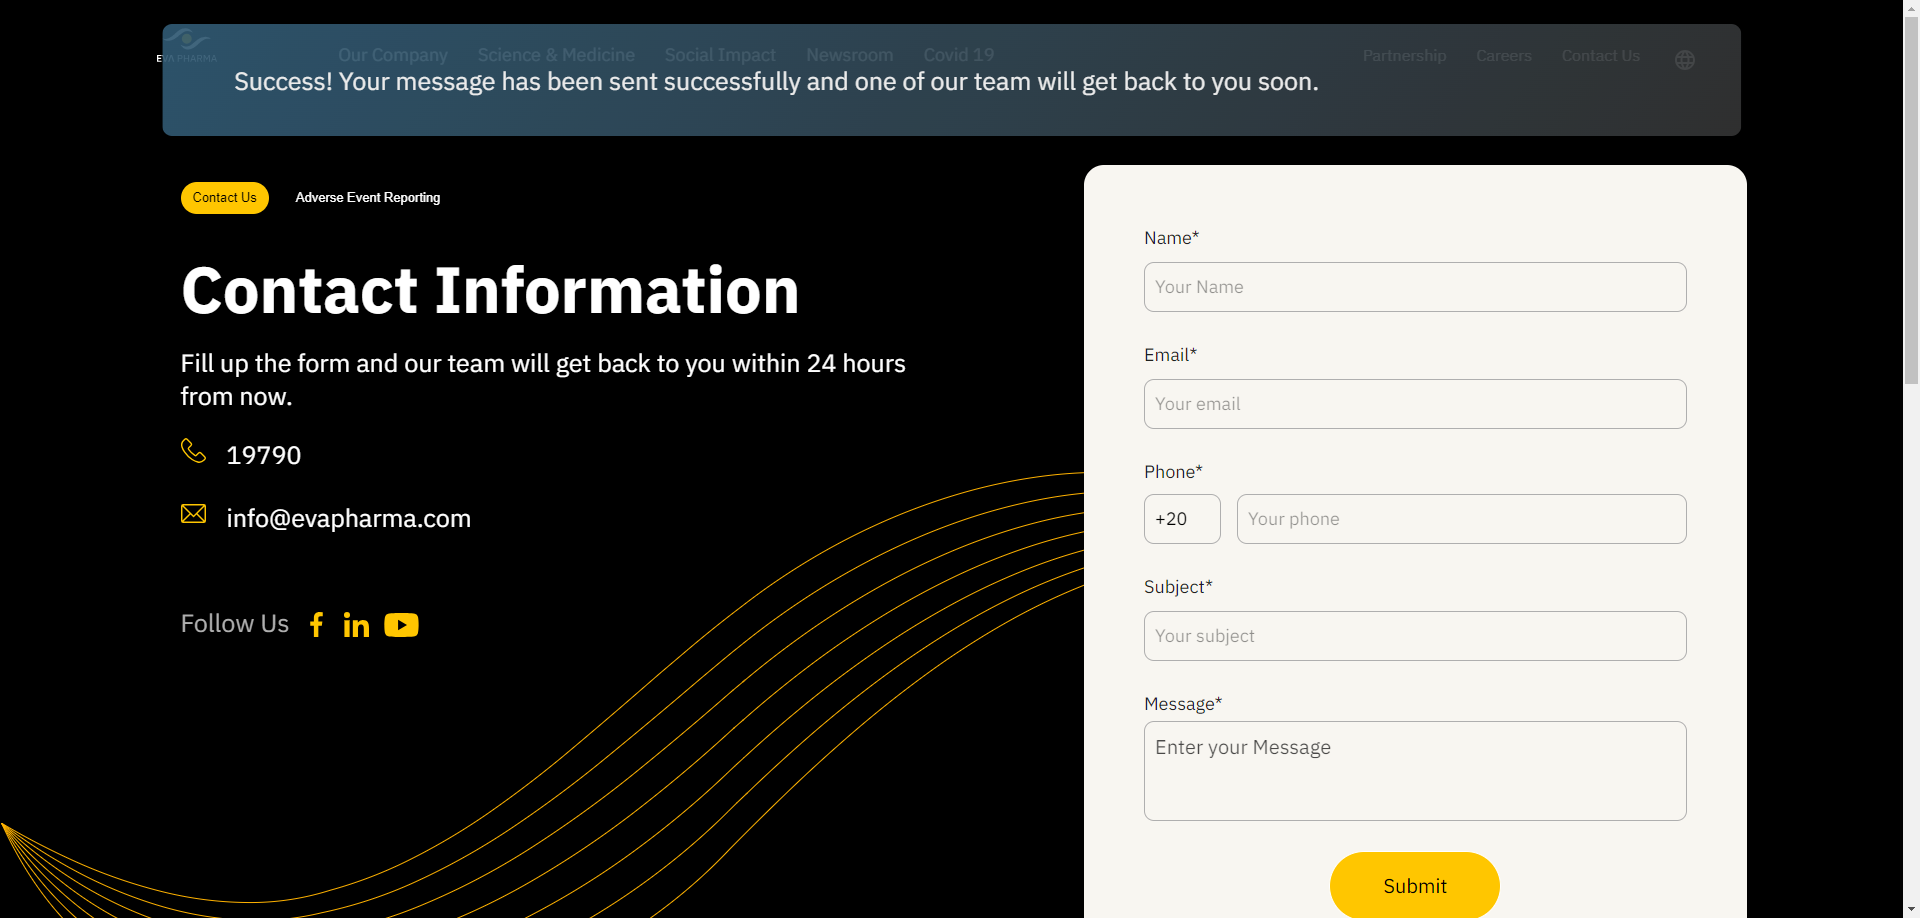 EVA PHARMA
Our Company Science & Medicine Social Impact Newsroom Covid 19 Partnership Careers Contact Us
Success! Your message has been sent successfully and one of our team will get back to you soon.
Contact Us Adverse Event Reporting
Contact Information
Fill up the form and our team will get back to you within 24 hours
from now.
19790
info@evapharma.com
Follow Us
Name*
Your Name
Email*
Your email
Phone*
+20 Your phone
Subject*
Your subject
Message*
Enter your Message
Submit